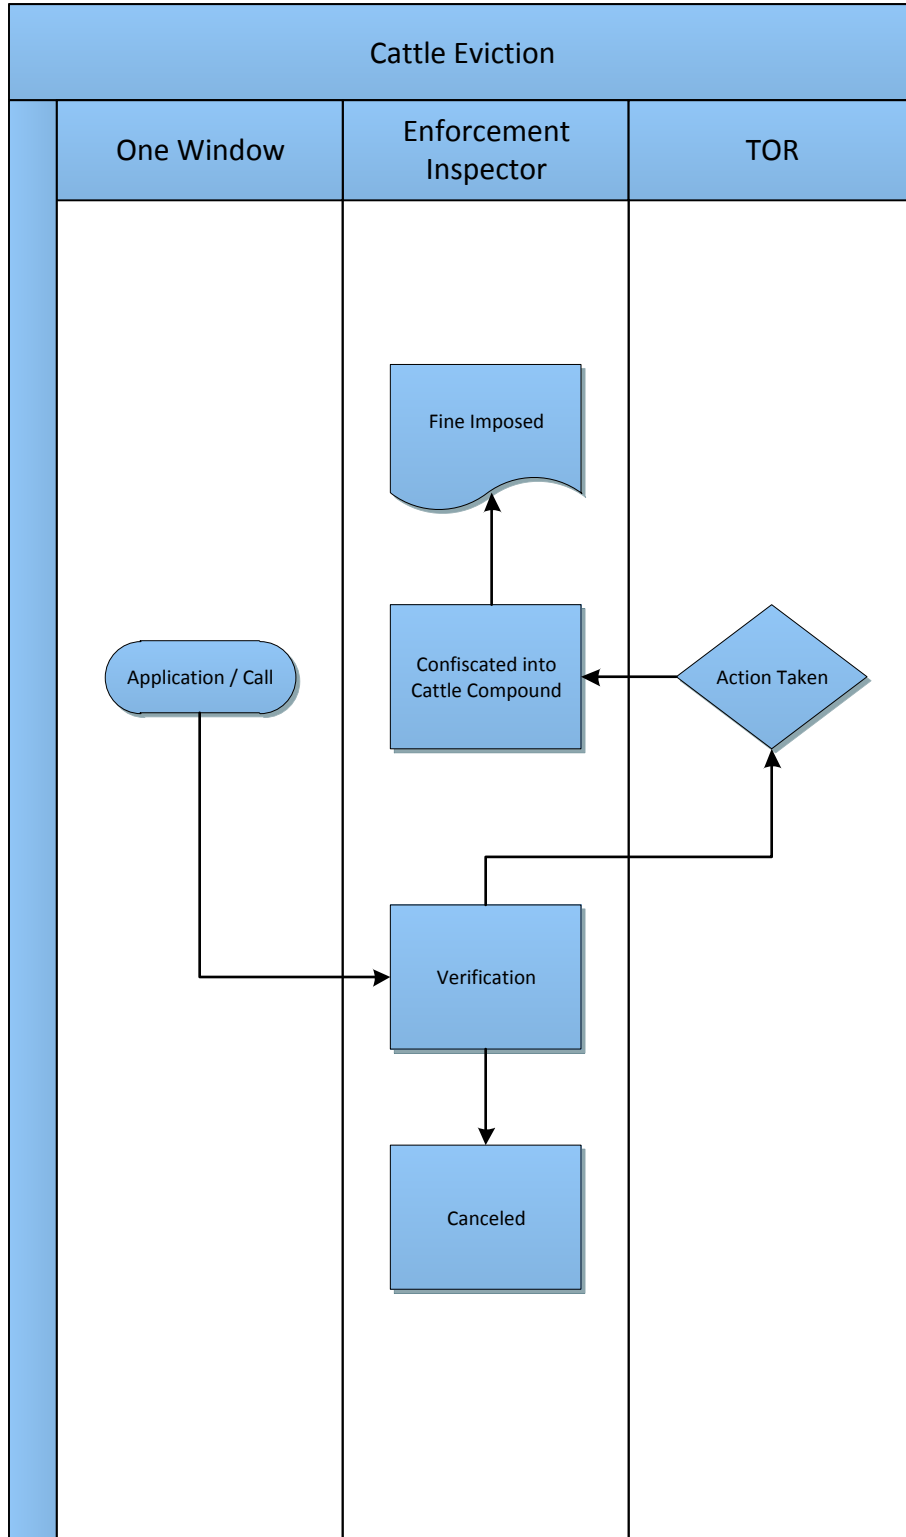 Cattle Eviction
One Window
Enforcement
Inspector
TOR
Fine Imposed
Application / Call
Confiscated into
Cattle Compound
Action Taken
Verification
Canceled